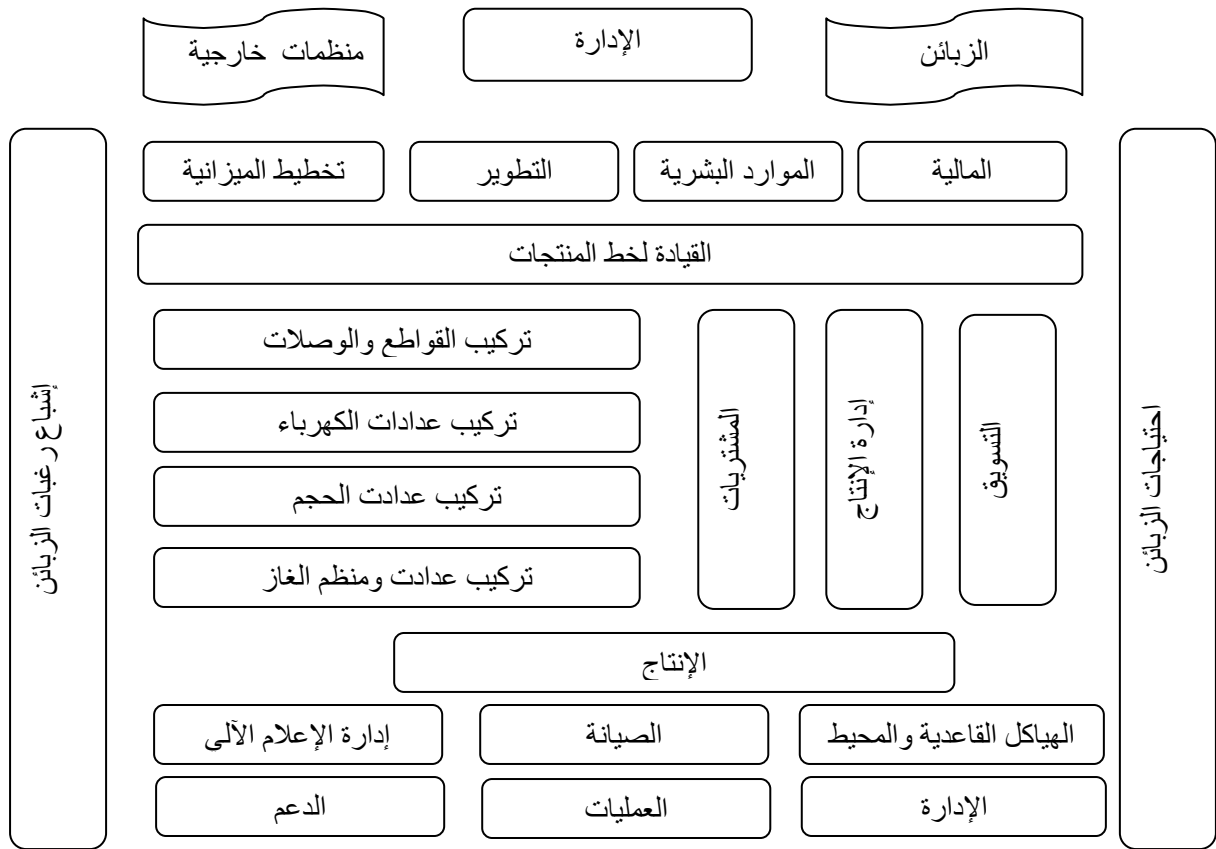 الزبائن
الإدارة
منظمات خارجية
المالية
الموارد البشرية
التطوير
تخطيط الميزانية
القيادة لخط المنتجات
احتياجات الزبائن
التسويق
إدارة الإنتاج
المشتريات
تركيب القواطع والوصلات
تركيب عدادات الكهرباء
تركيب عدادت الحجم
تركيب عدادت ومنظم الغاز
إشباع رغبات الزبائن
الإنتاج
الهياكل القاعدية والمحيط
الصيانة
إدارة الإعلام الآلى
الإدارة
العمليات
الدعم